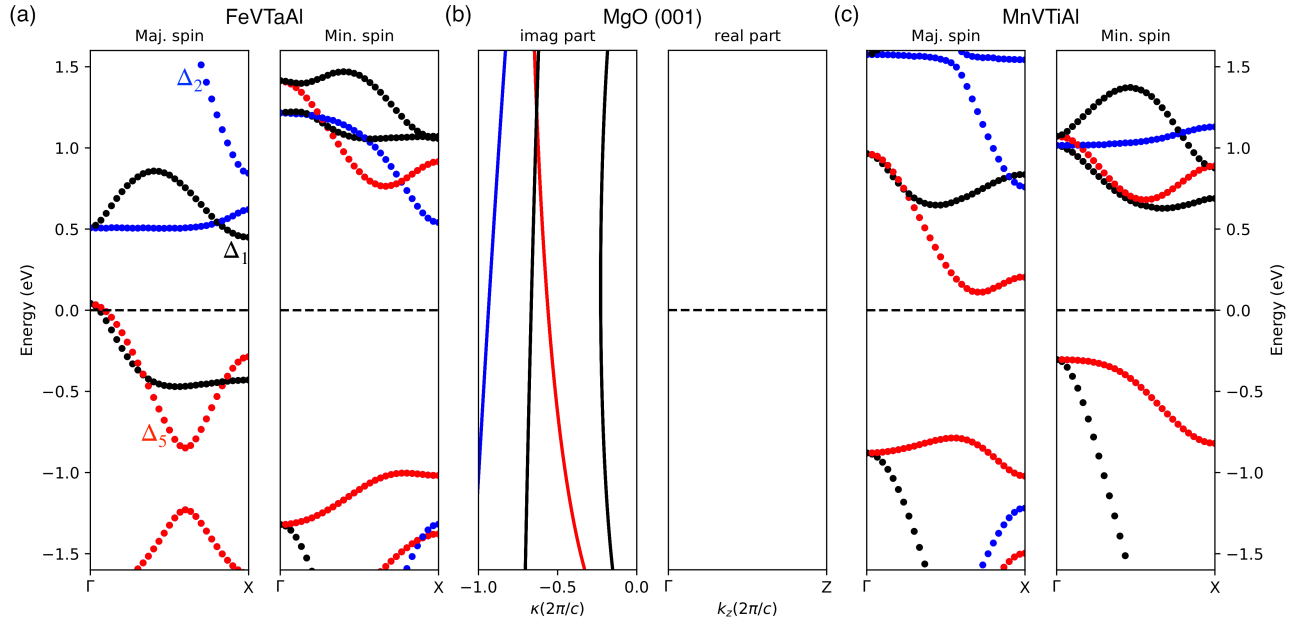 (a)
FeVTaAl
(b)
MgO (001)
(c)
MnVTiAl
Maj. spin
Min. spin
imag part
real part
Maj. spin
Min. spin
Energy (eV)
1.5
1.0
0.5
0.0
−0.5
−1.0
−1.5
Δ₂
Δ₁
Δ₅
Γ
X
Γ
X
−1.0
−0.5
0.0
κ(2π/c)
Γ
Z
k_z(2π/c)
Γ
X
Γ
X
1.5
1.0
0.5
0.0
−0.5
−1.0
−1.5
Energy (eV)